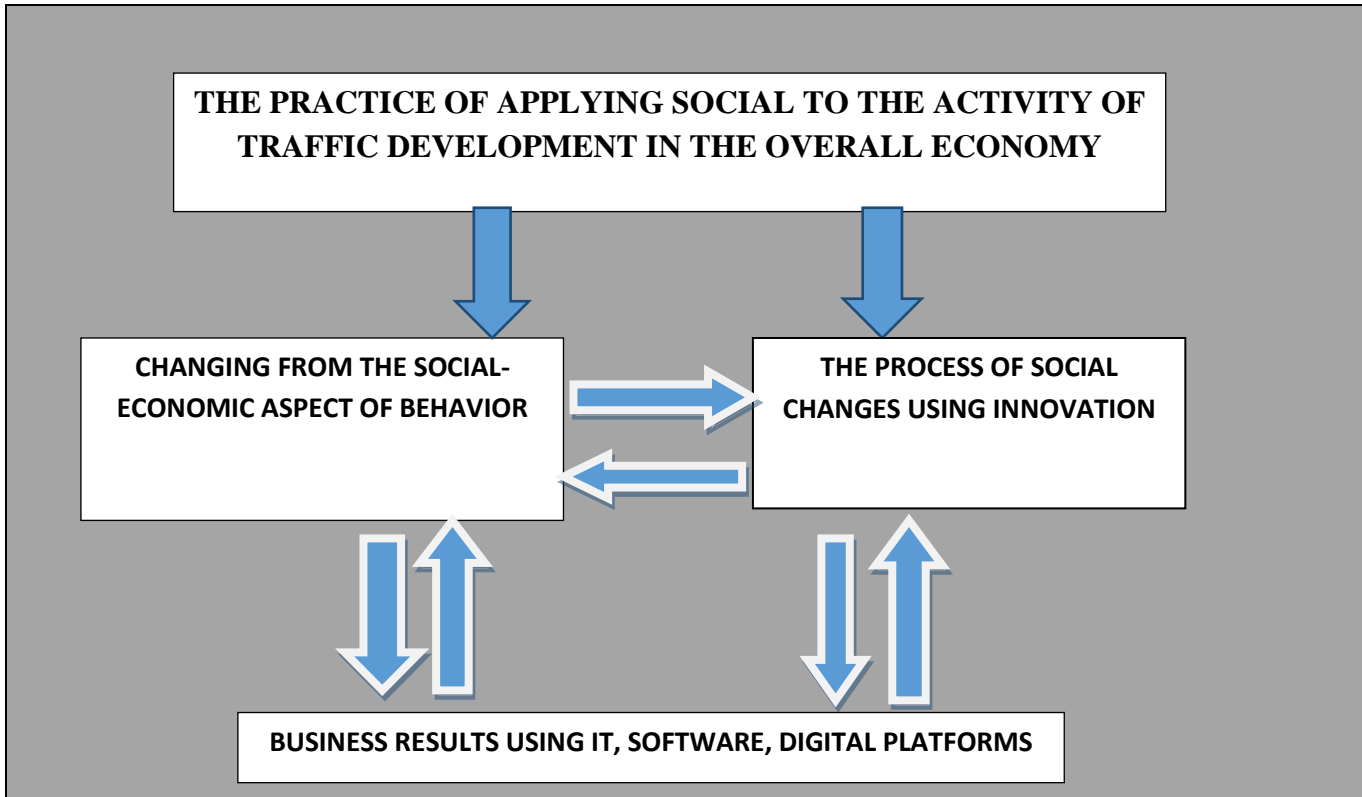 THE PRACTICE OF APPLYING SOCIAL TO THE ACTIVITY OF
TRAFFIC DEVELOPMENT IN THE OVERALL ECONOMY
CHANGING FROM THE SOCIAL-
ECONOMIC ASPECT OF BEHAVIOR
THE PROCESS OF SOCIAL
CHANGES USING INNOVATION
BUSINESS RESULTS USING IT, SOFTWARE, DIGITAL PLATFORMS